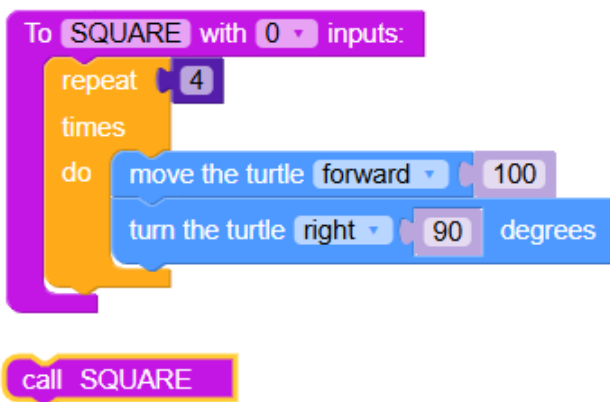 To SQUARE with 0 inputs:
repeat 4
times
do move the turtle forward 100
turn the turtle right 90 degrees
call SQUARE